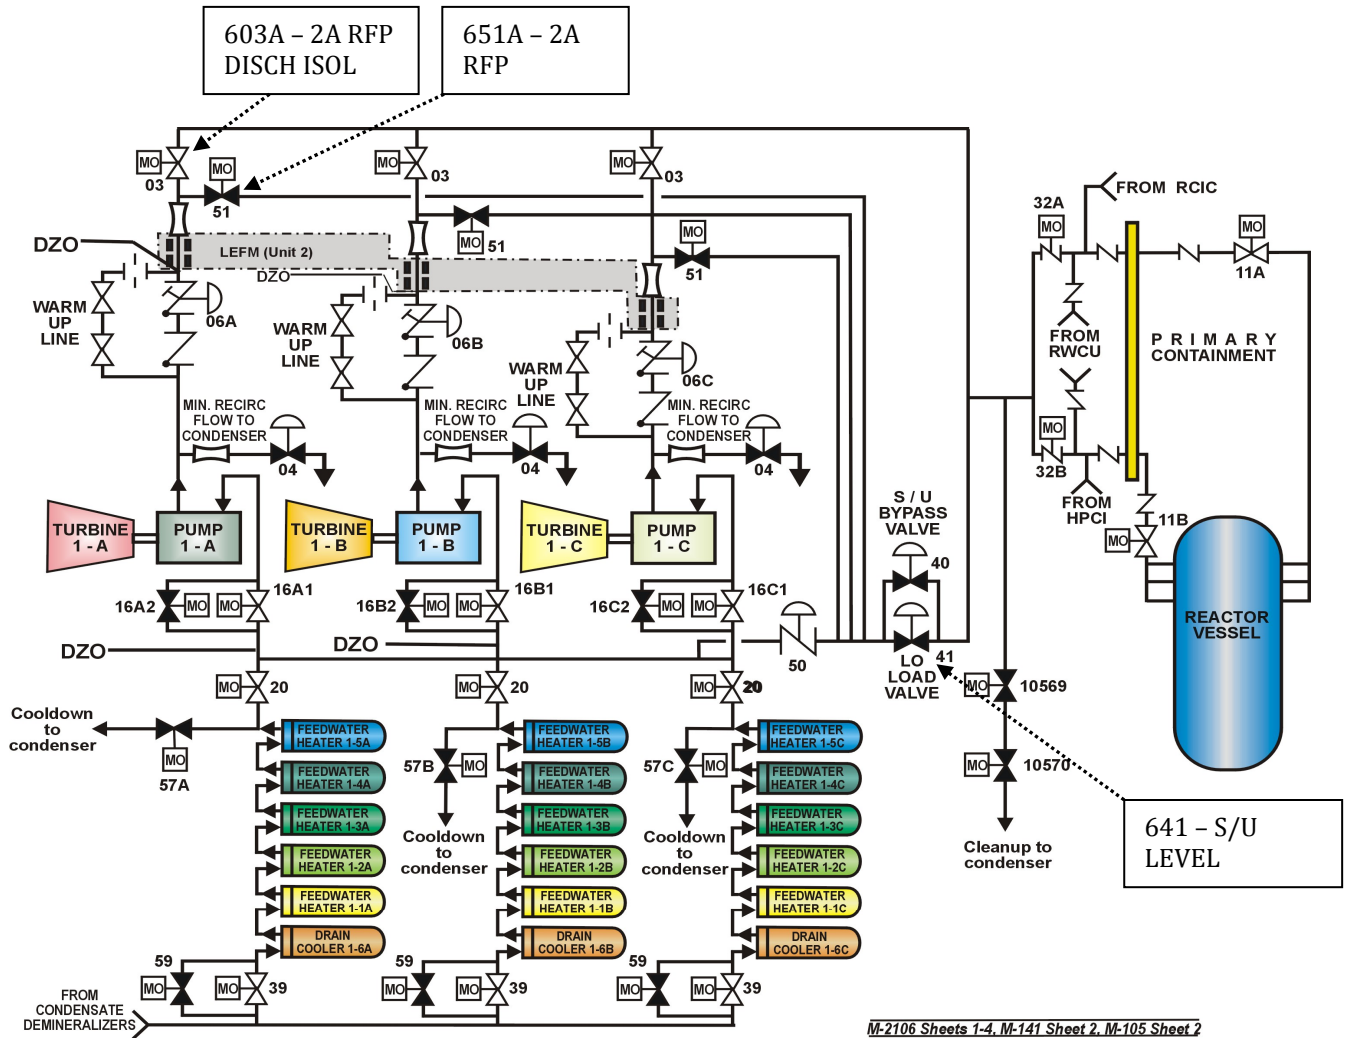 603A – 2A RFP
DISCH ISOL
651A – 2A
RFP
MO
03
MO
03
MO
03
MO
51
MO
51
MO
51
FROM RCIC
32A
MO
MO
11A
DZO
LEFM (Unit 2)
DZO
WARM
UP
LINE
06A
WARM
UP
LINE
06B
WARM
UP
LINE
06C
FROM
RWCU
PRIMARY
CONTAINMENT
MIN. RECIRC
FLOW TO
CONDENSER
04
MIN. RECIRC
FLOW TO
CONDENSER
04
MIN. RECIRC
FLOW TO
CONDENSER
04
MO
32B
FROM
HPCI
11B
MO
TURBINE
1 - A
PUMP
1 - A
TURBINE
1 - B
PUMP
1 - B
TURBINE
1 - C
PUMP
1 - C
S / U
BYPASS
VALVE
40
16A2
MO
MO
16A1
16B2
MO
MO
16B1
16C2
MO
MO
16C1
REACTOR
VESSEL
DZO
DZO
50
LO
LOAD
VALVE
41
MO
20
MO
20
MO
20
MO
10569
Cooldown
to
condenser
MO
57A
57B
MO
57C
MO
MO
10570
Cooldown
to
condenser
Cooldown
to
condenser
Cleanup to
condenser
641 – S/U
LEVEL
FEEDWATER
HEATER 1-5A
FEEDWATER
HEATER 1-5B
FEEDWATER
HEATER 1-5C
FEEDWATER
HEATER 1-4A
FEEDWATER
HEATER 1-4B
FEEDWATER
HEATER 1-4C
FEEDWATER
HEATER 1-3A
FEEDWATER
HEATER 1-3B
FEEDWATER
HEATER 1-3C
FEEDWATER
HEATER 1-2A
FEEDWATER
HEATER 1-2B
FEEDWATER
HEATER 1-2C
FEEDWATER
HEATER 1-1A
FEEDWATER
HEATER 1-1B
FEEDWATER
HEATER 1-1C
DRAIN
COOLER 1-6A
DRAIN
COOLER 1-6B
DRAIN
COOLER 1-6C
59
MO
MO
39
59
MO
MO
39
59
MO
MO
39
FROM
CONDENSATE
DEMINERALIZERS
M-2106 Sheets 1-4, M-141 Sheet 2, M-105 Sheet 2